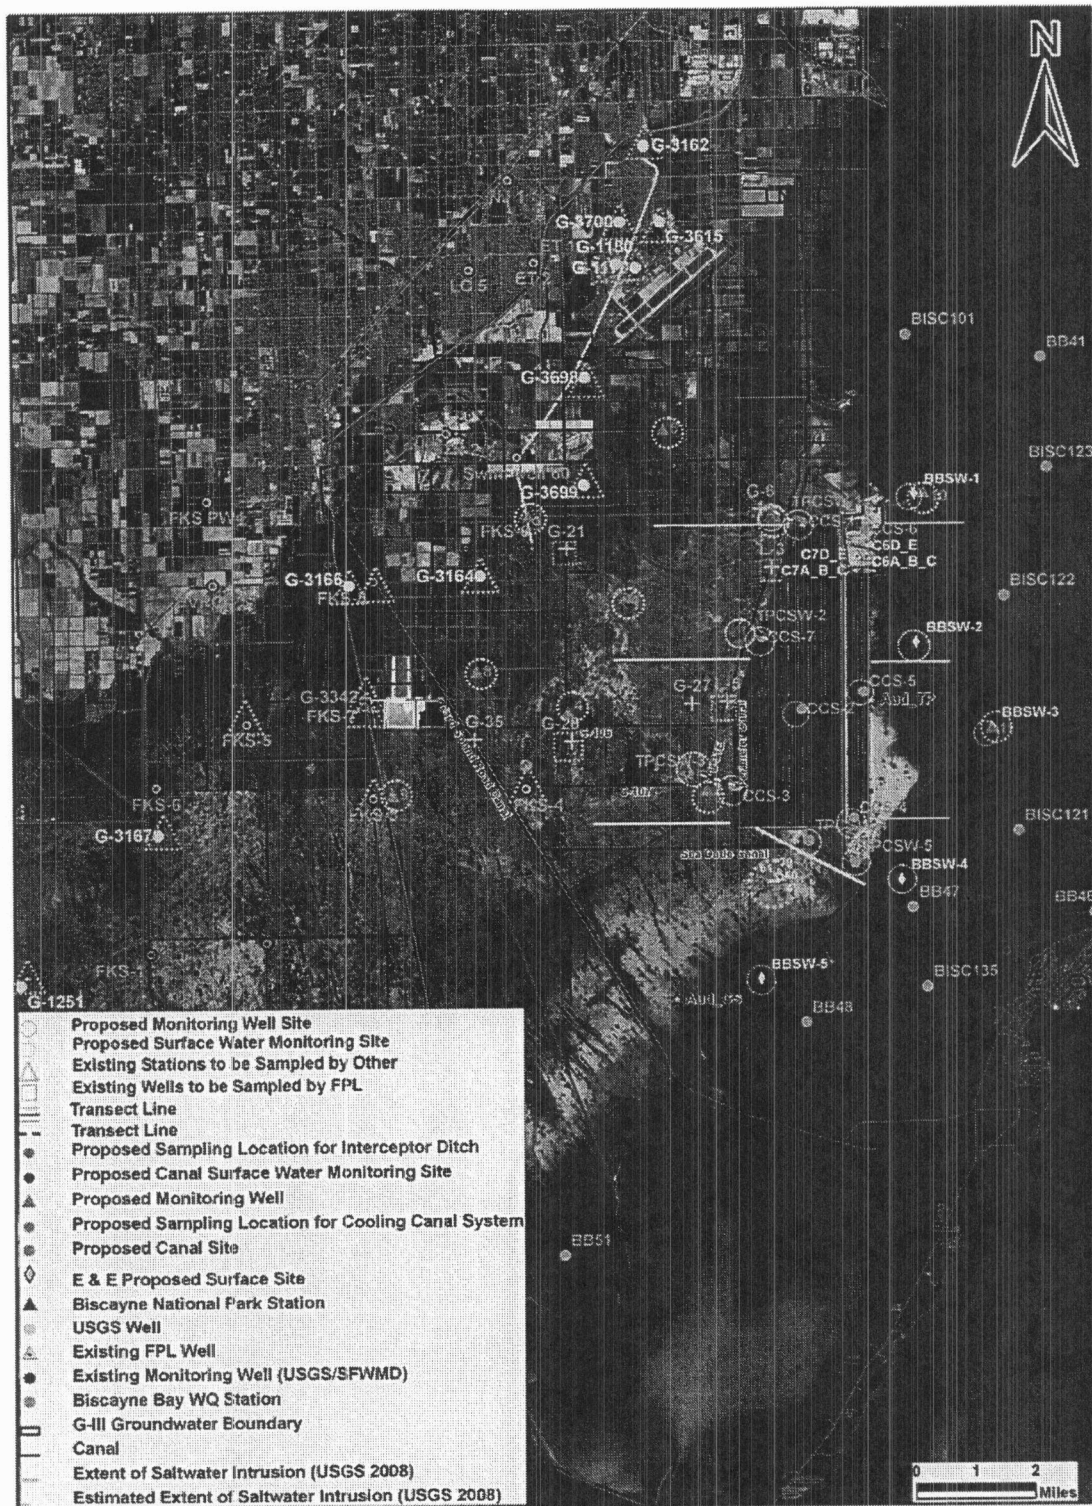 N
G-3162
G-3700
G-3615
G-1180
LC 5
BISC101
BB41
G-3698
BISC123
BBSW-1
G-3699
G-21
FKS PW
C7D_E
C6D_E
C7A_B_C
C6A_B_C
G-3166
G-3164
FKS-8
BISC122
TPCSW-2
CCS-7
BBSW-2
G-3342
FKS-7
G-27
CCS-5
Aud_TP
CCS-2
FKS-5
G-35
G-28
BBSW-3
TPCSW-3
CCS-3
FKS-6
FKS-4
G-3167
BISC121
Sea Dade Canal
PCSW-5
BBSW-4
BB47
FKS-1
BBSW-5
BISC135
G-1251
BB48
BB51
Proposed Monitoring Well Site
Proposed Surface Water Monitoring Site
Existing Stations to be Sampled by Other
Existing Wells to be Sampled by FPL
Transect Line
Transect Line
Proposed Sampling Location for Interceptor Ditch
Proposed Canal Surface Water Monitoring Site
Proposed Monitoring Well
Proposed Sampling Location for Cooling Canal System
Proposed Canal Site
E & E Proposed Surface Site
Biscayne National Park Station
USGS Well
Existing FPL Well
Existing Monitoring Well (USGS/SFWMD)
Biscayne Bay WQ Station
G-III Groundwater Boundary
Canal
Extent of Saltwater Intrusion (USGS 2008)
Estimated Extent of Saltwater Intrusion (USGS 2008)
0 1 2
Miles